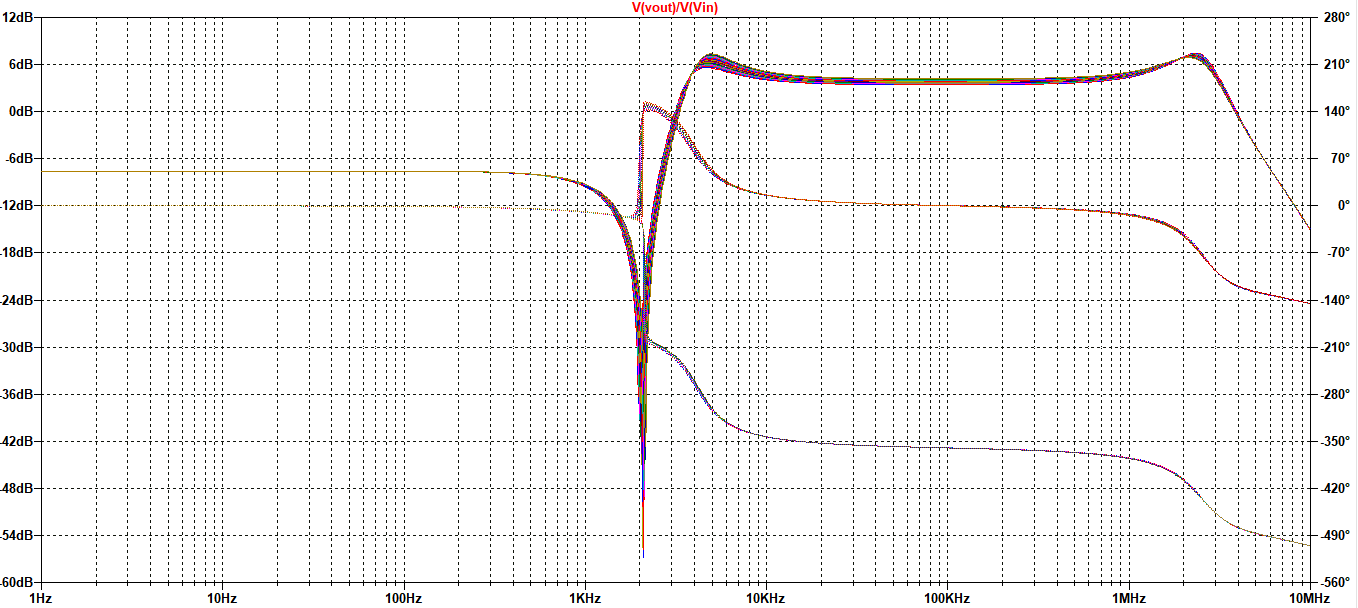 V(vout)/V(Vin)
12dB 280°
6dB 210°
0dB 140°
-6dB 70°
-12dB 0°
-18dB -70°
-24dB -140°
-30dB -210°
-36dB -280°
-42dB -350°
-48dB -420°
-54dB -490°
-60dB -560°
1Hz 10Hz 100Hz 1KHz 10KHz 100KHz 1MHz 10MHz